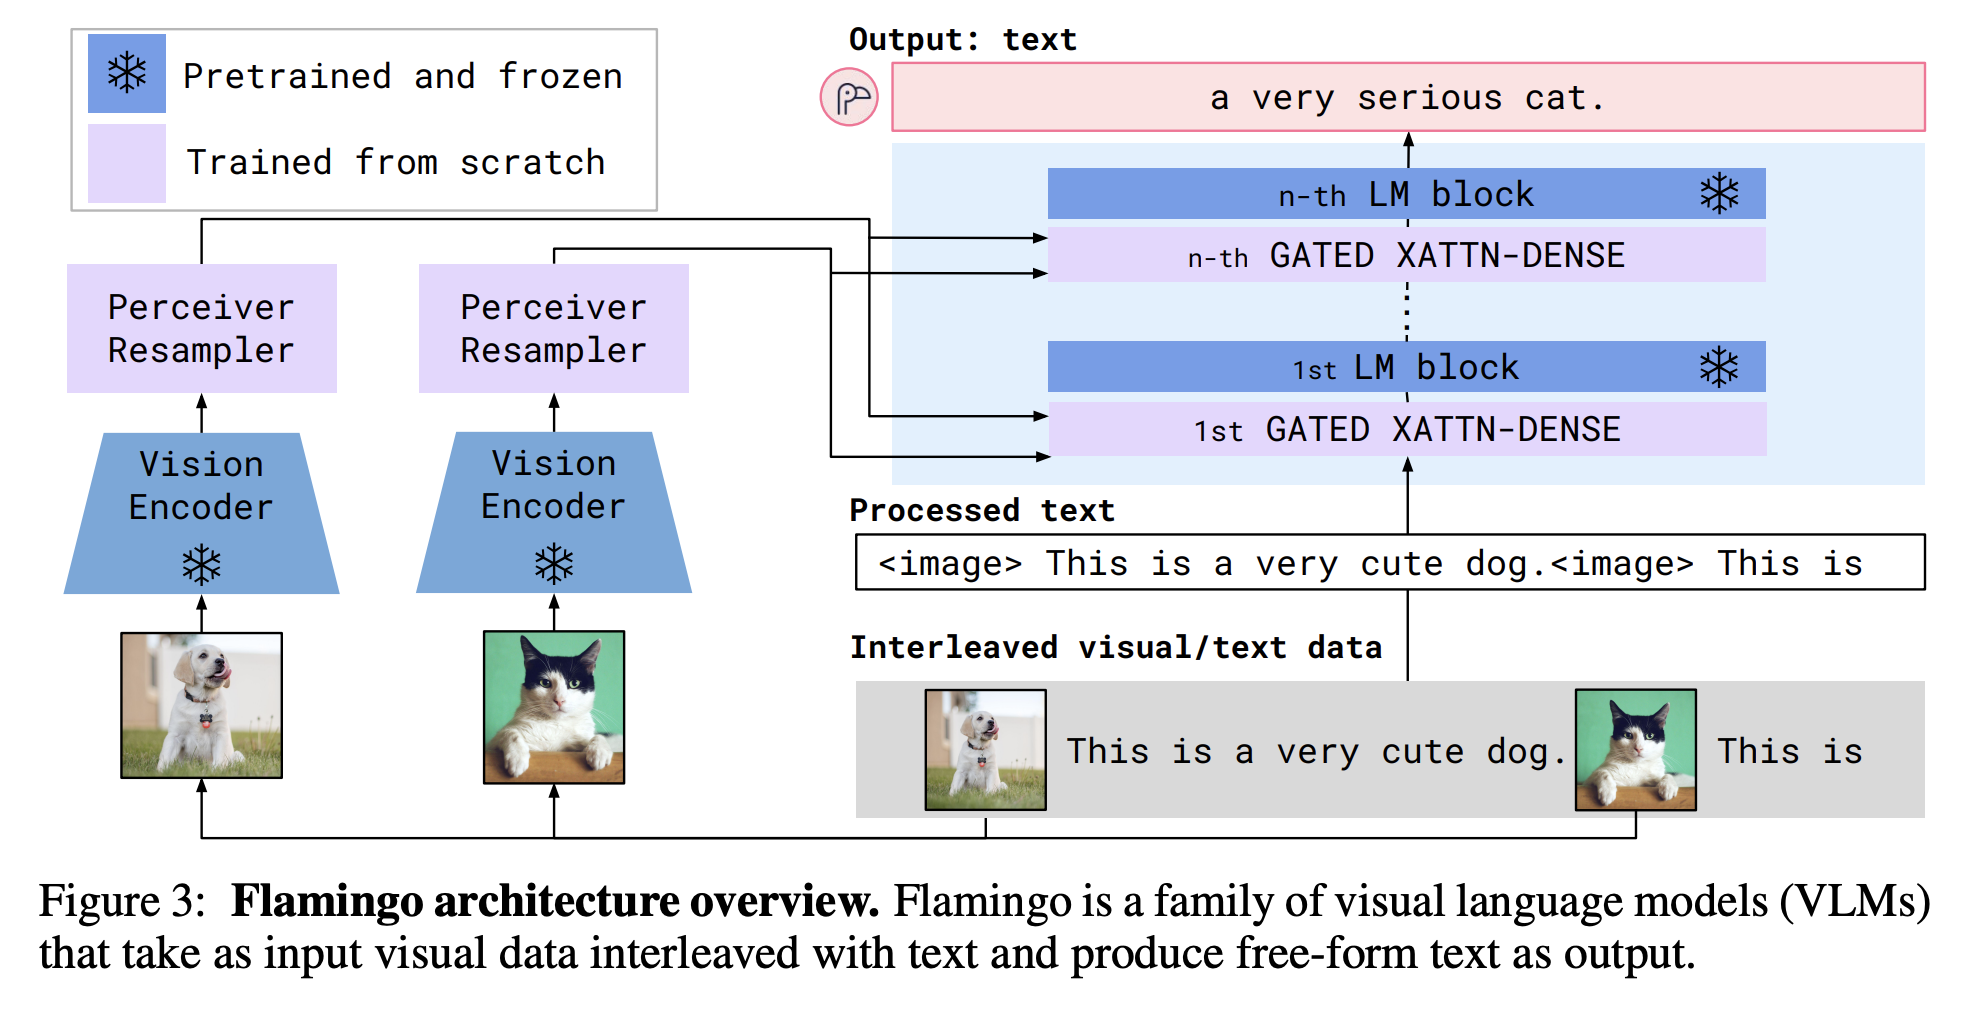 Pretrained and frozen
Trained from scratch
Output: text
a very serious cat.
n-th LM block
n-th GATED XATTN-DENSE
1st LM block
1st GATED XATTN-DENSE
Perceiver
Resampler
Perceiver
Resampler
Vision
Encoder
Vision
Encoder
Processed text
<image> This is a very cute dog.<image> This is
Interleaved visual/text data
This is a very cute dog.
This is
Figure 3: Flamingo architecture overview. Flamingo is a family of visual language models (VLMs)
that take as input visual data interleaved with text and produce free-form text as output.